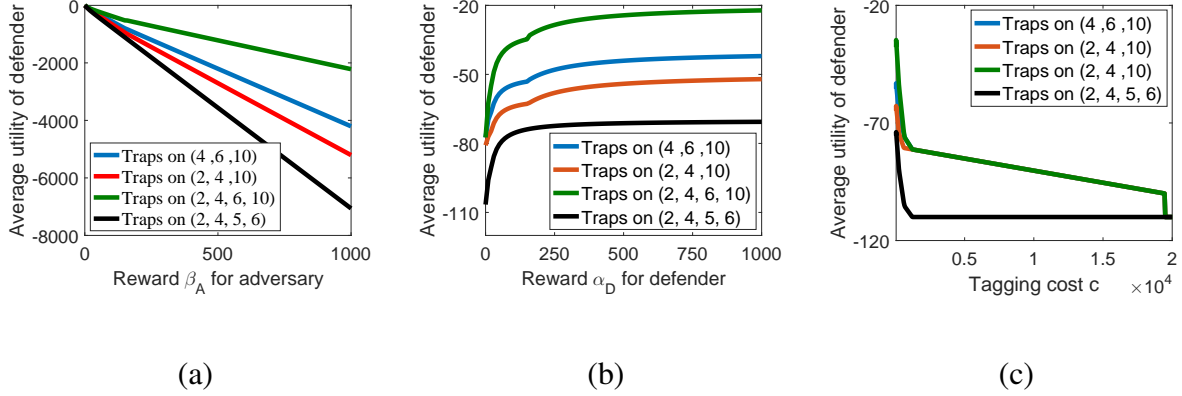 Average utility of defender
0
-2000
-4000
-6000
-8000
Traps on (4 ,6 ,10)
Traps on (2, 4 ,10)
Traps on (2, 4, 6, 10)
Traps on (2, 4, 5, 6)
0
500
1000
Reward β_A for adversary
(a)
Average utility of defender
-20
-50
-80
-110
Traps on (4 ,6 ,10)
Traps on (2, 4 ,10)
Traps on (2, 4, 6, 10)
Traps on (2, 4, 5, 6)
0
250
500
750
1000
Reward α_D for defender
(b)
Average utility of defender
-20
-70
-120
Traps on (4 ,6 ,10)
Traps on (2, 4 ,10)
Traps on (2, 4 ,10)
Traps on (2, 4, 5, 6)
0.5
1
1.5
2
Tagging cost c
×10^4
(c)